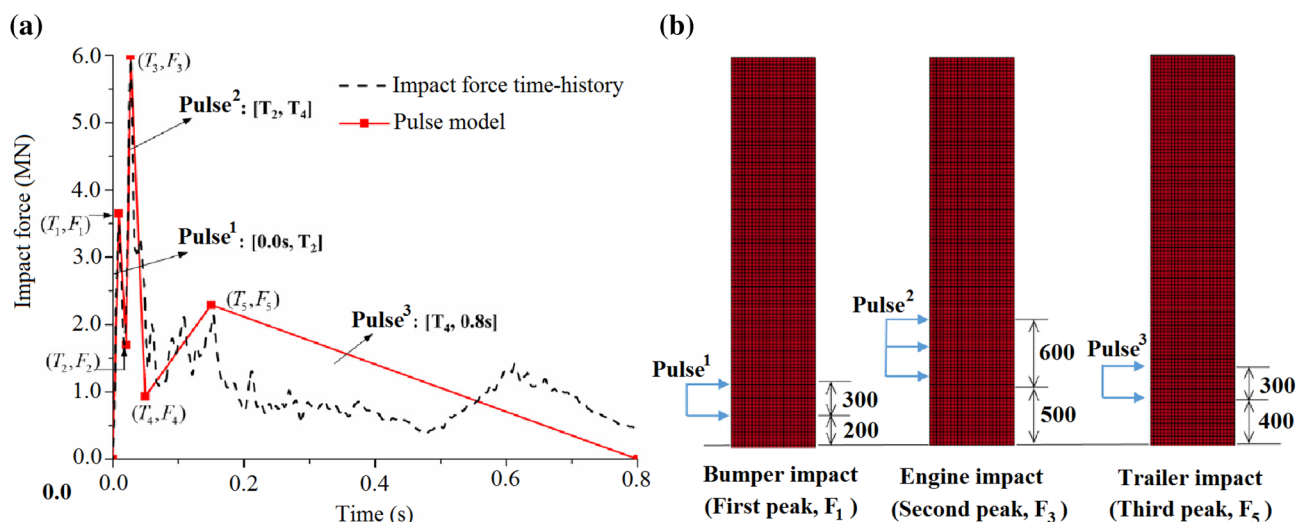 (a)
6.0
5.0
4.0
3.0
2.0
1.0
0.0
0.0
Impact force (MN)
0.0 0.2 0.4 0.6 0.8
Time (s)
(T3,F3)
Pulse2: [T2, T4]
Impact force time-history
Pulse model
(T1,F1)
Pulse1: [0.0s, T2]
(T5,F5)
Pulse3: [T4, 0.8s]
(T2,F2)
(T4,F4)
(b)
Pulse1
300
200
Bumper impact
(First peak, F1)
Pulse2
600
500
Engine impact
(Second peak, F3)
Pulse3
300
400
Trailer impact
(Third peak, F5)